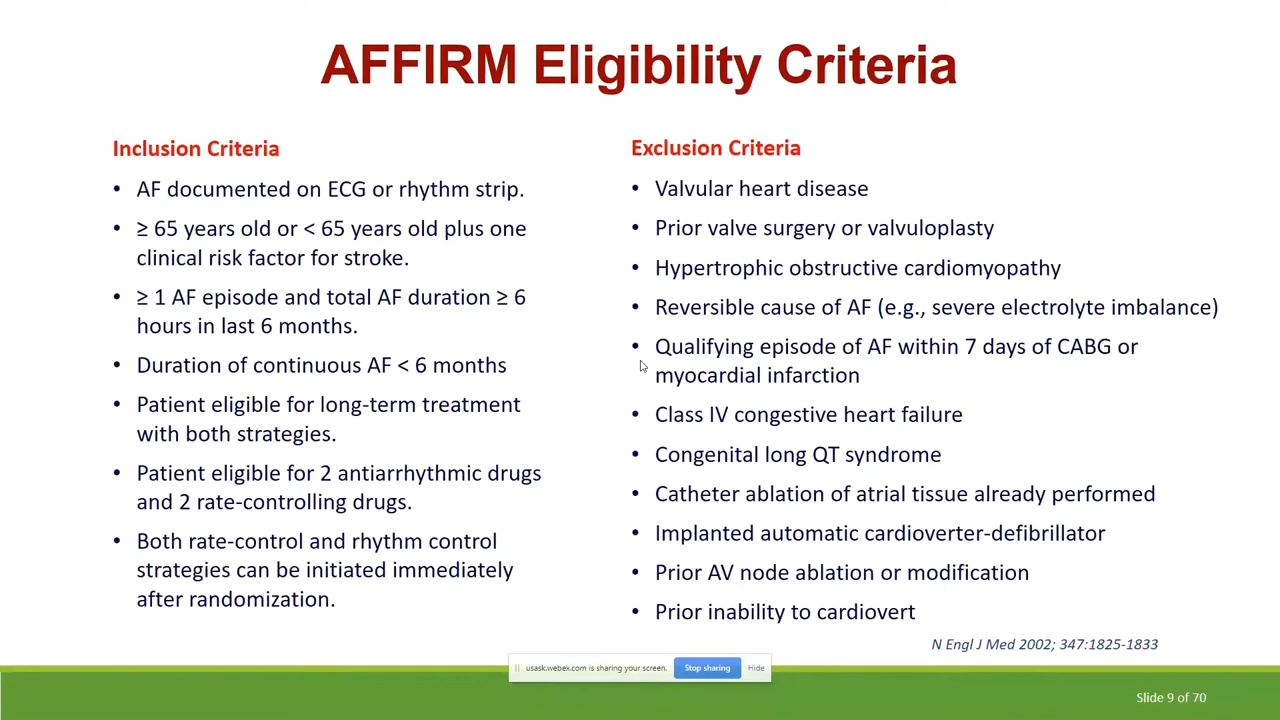 AFFIRM Eligibility Criteria
Inclusion Criteria
• AF documented on ECG or rhythm strip.
• ≥ 65 years old or < 65 years old plus one
clinical risk factor for stroke.
• ≥ 1 AF episode and total AF duration ≥ 6
hours in last 6 months.
• Duration of continuous AF < 6 months
• Patient eligible for long-term treatment
with both strategies.
• Patient eligible for 2 antiarrhythmic drugs
and 2 rate-controlling drugs.
• Both rate-control and rhythm control
strategies can be initiated immediately
after randomization.
Exclusion Criteria
• Valvular heart disease
• Prior valve surgery or valvuloplasty
• Hypertrophic obstructive cardiomyopathy
• Reversible cause of AF (e.g., severe electrolyte imbalance)
• Qualifying episode of AF within 7 days of CABG or
myocardial infarction
• Class IV congestive heart failure
• Congenital long QT syndrome
• Catheter ablation of atrial tissue already performed
• Implanted automatic cardioverter-defibrillator
• Prior AV node ablation or modification
• Prior inability to cardiovert
N Engl J Med 2002; 347:1825-1833
usask.webex.com is sharing your screen. Stop sharing Hide
Slide 9 of 70